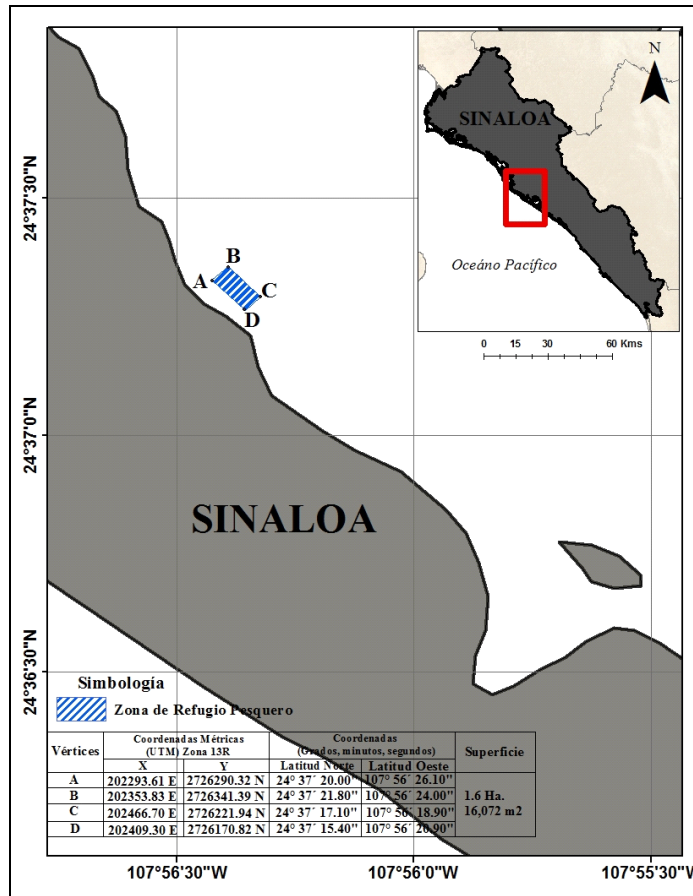 N
SINALOA
Oceáno Pacífico
0 15 30 60 Kms
24°37'30"N
B
A
C
D
24°37'0"N
SINALOA
24°36'30"N
Simbología
Zona de Refugio Pesquero
Vértices Coordenadas Métricas (UTM) Zona 13R Coordenadas (Grados, minutos, segundos) Superficie
X Y Latitud Norte Latitud Oeste
A 202293.61 E 2726290.32 N 24° 37´ 20.00" 107° 56´ 26.10"
B 202353.83 E 2726341.39 N 24° 37´ 21.80" 107° 56´ 24.00" 1.6 Ha.
C 202466.70 E 2726221.94 N 24° 37´ 17.10" 107° 56´ 18.90" 16,072 m2
D 202409.30 E 2726170.82 N 24° 37´ 15.40" 107° 56´ 20.90"
107°56'30"W 107°56'0"W 107°55'30"W